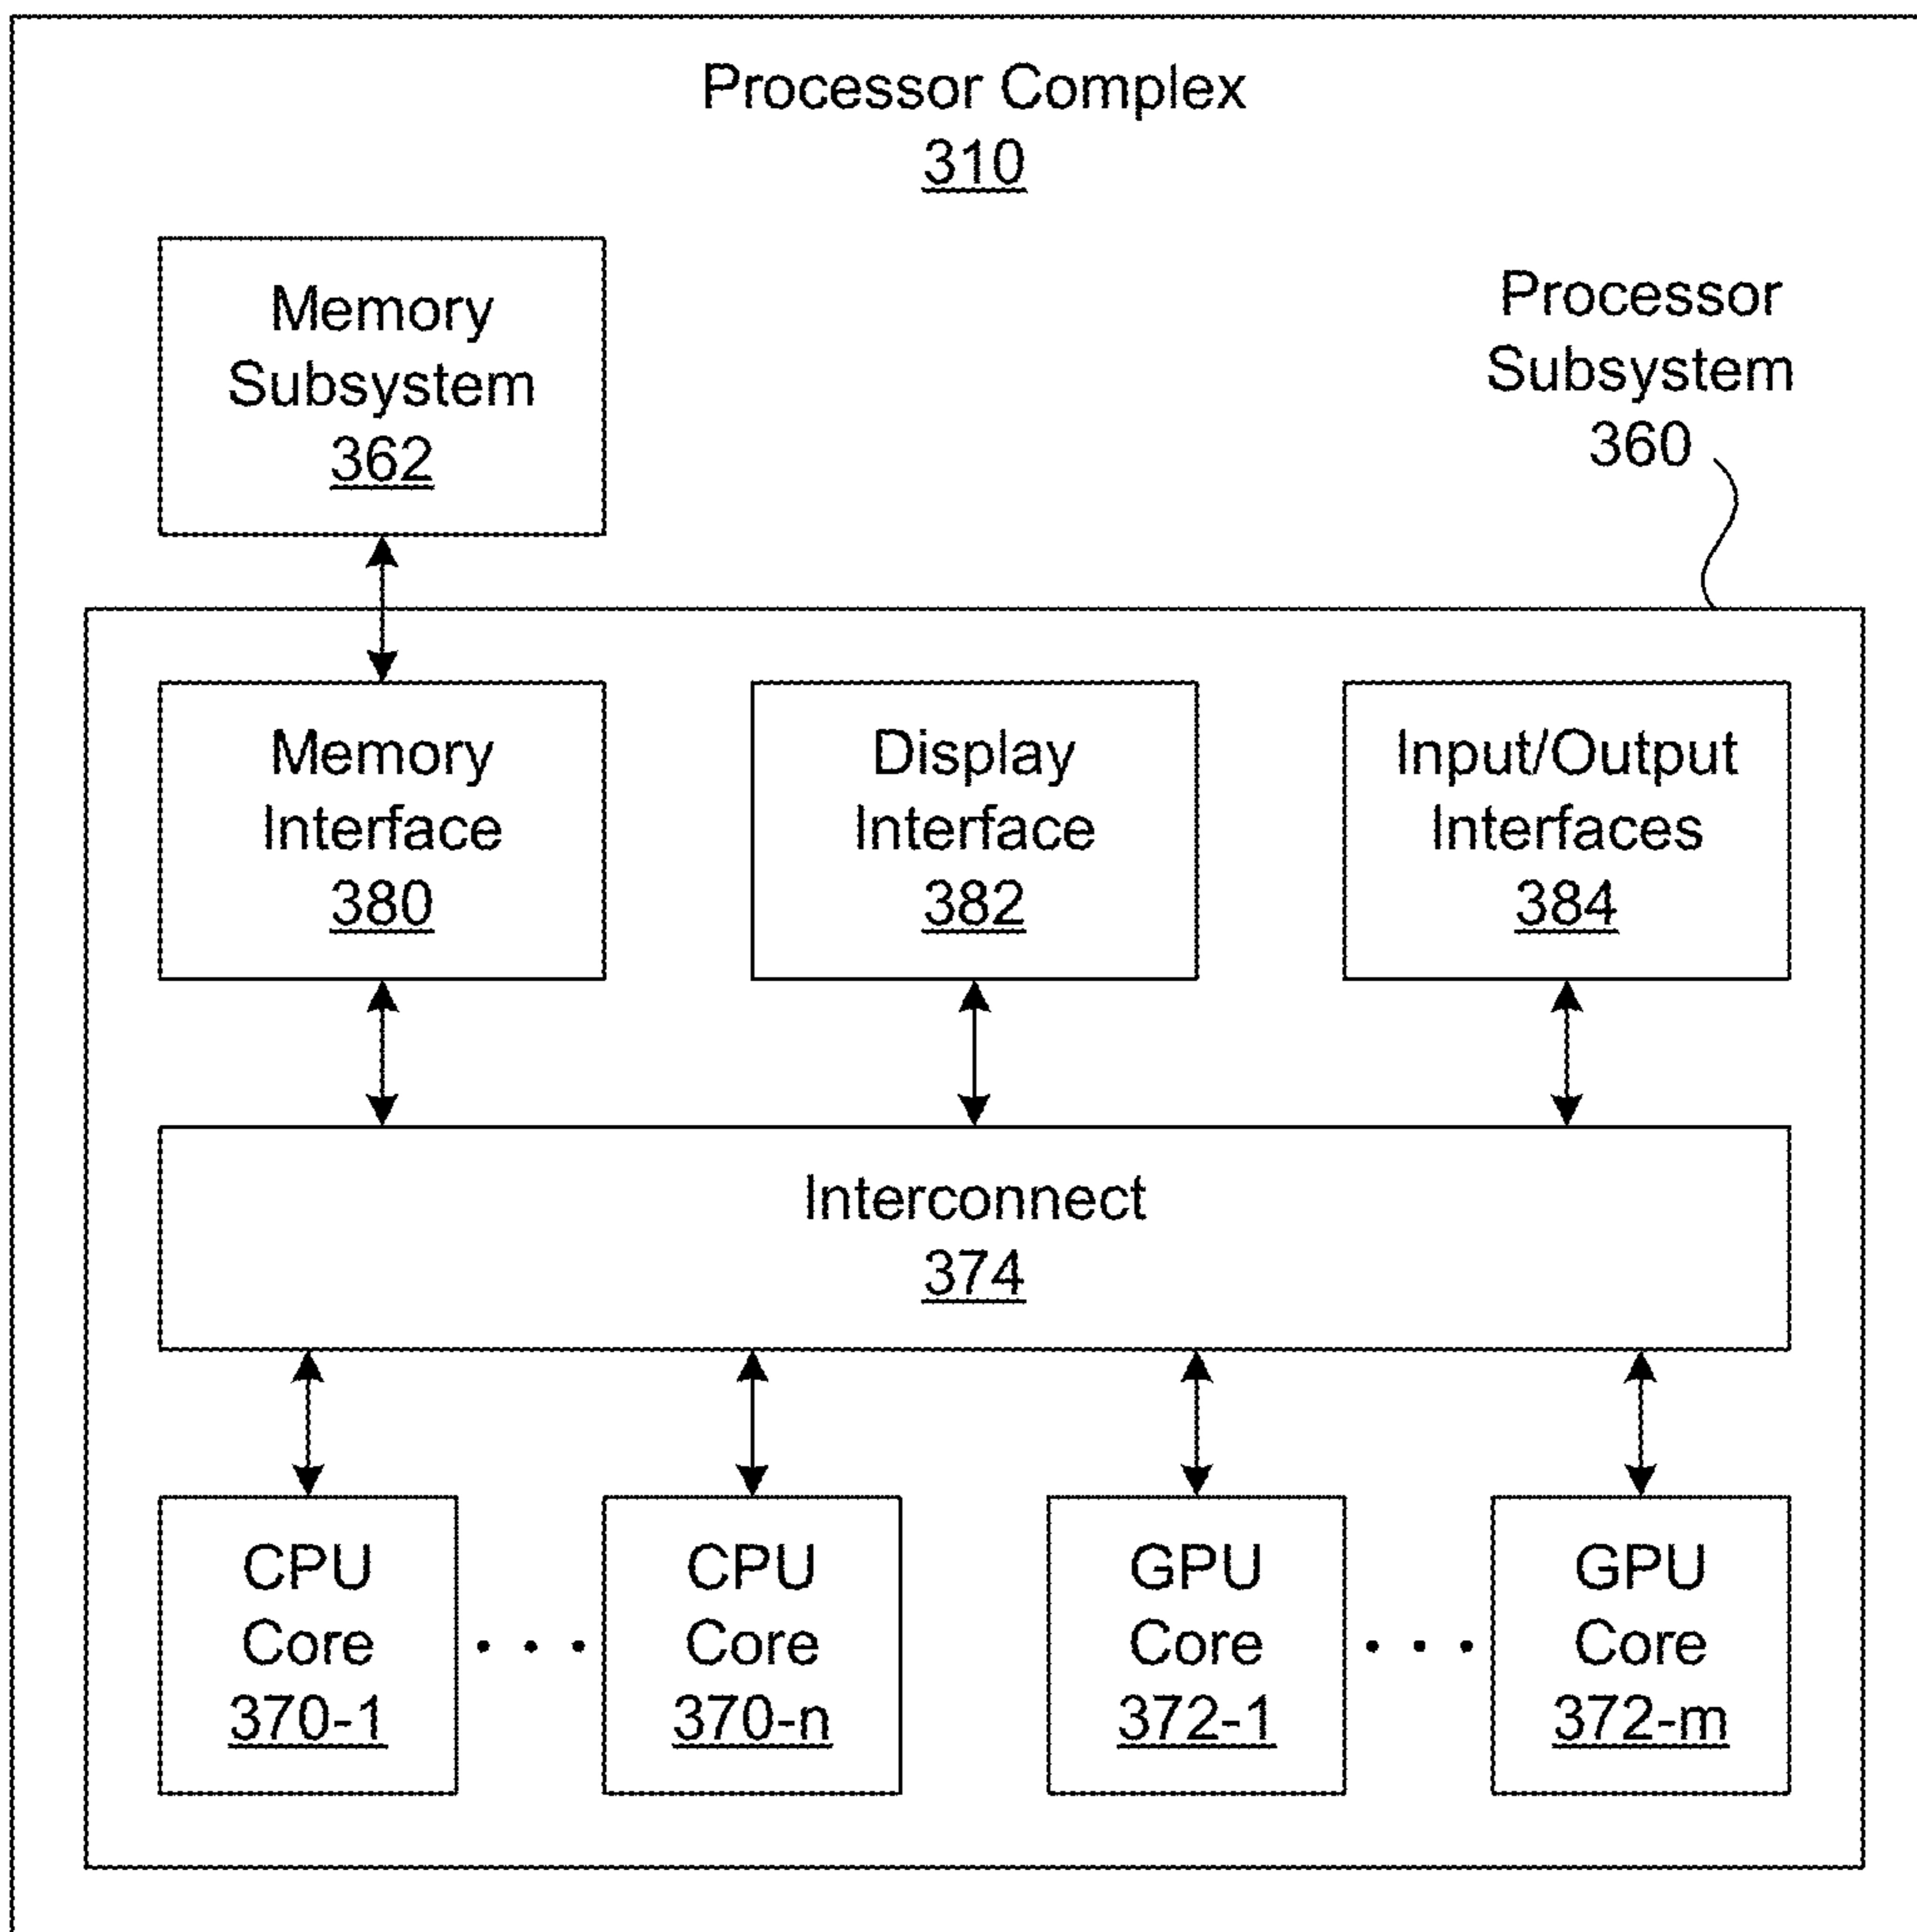 Processor Complex
310
Memory
Subsystem
362
Processor
Subsystem
360
Memory
Interface
380
Display
Interface
382
Input/Output
Interfaces
384
Interconnect
374
CPU
Core
370-1
CPU
Core
370-n
GPU
Core
372-1
GPU
Core
372-m